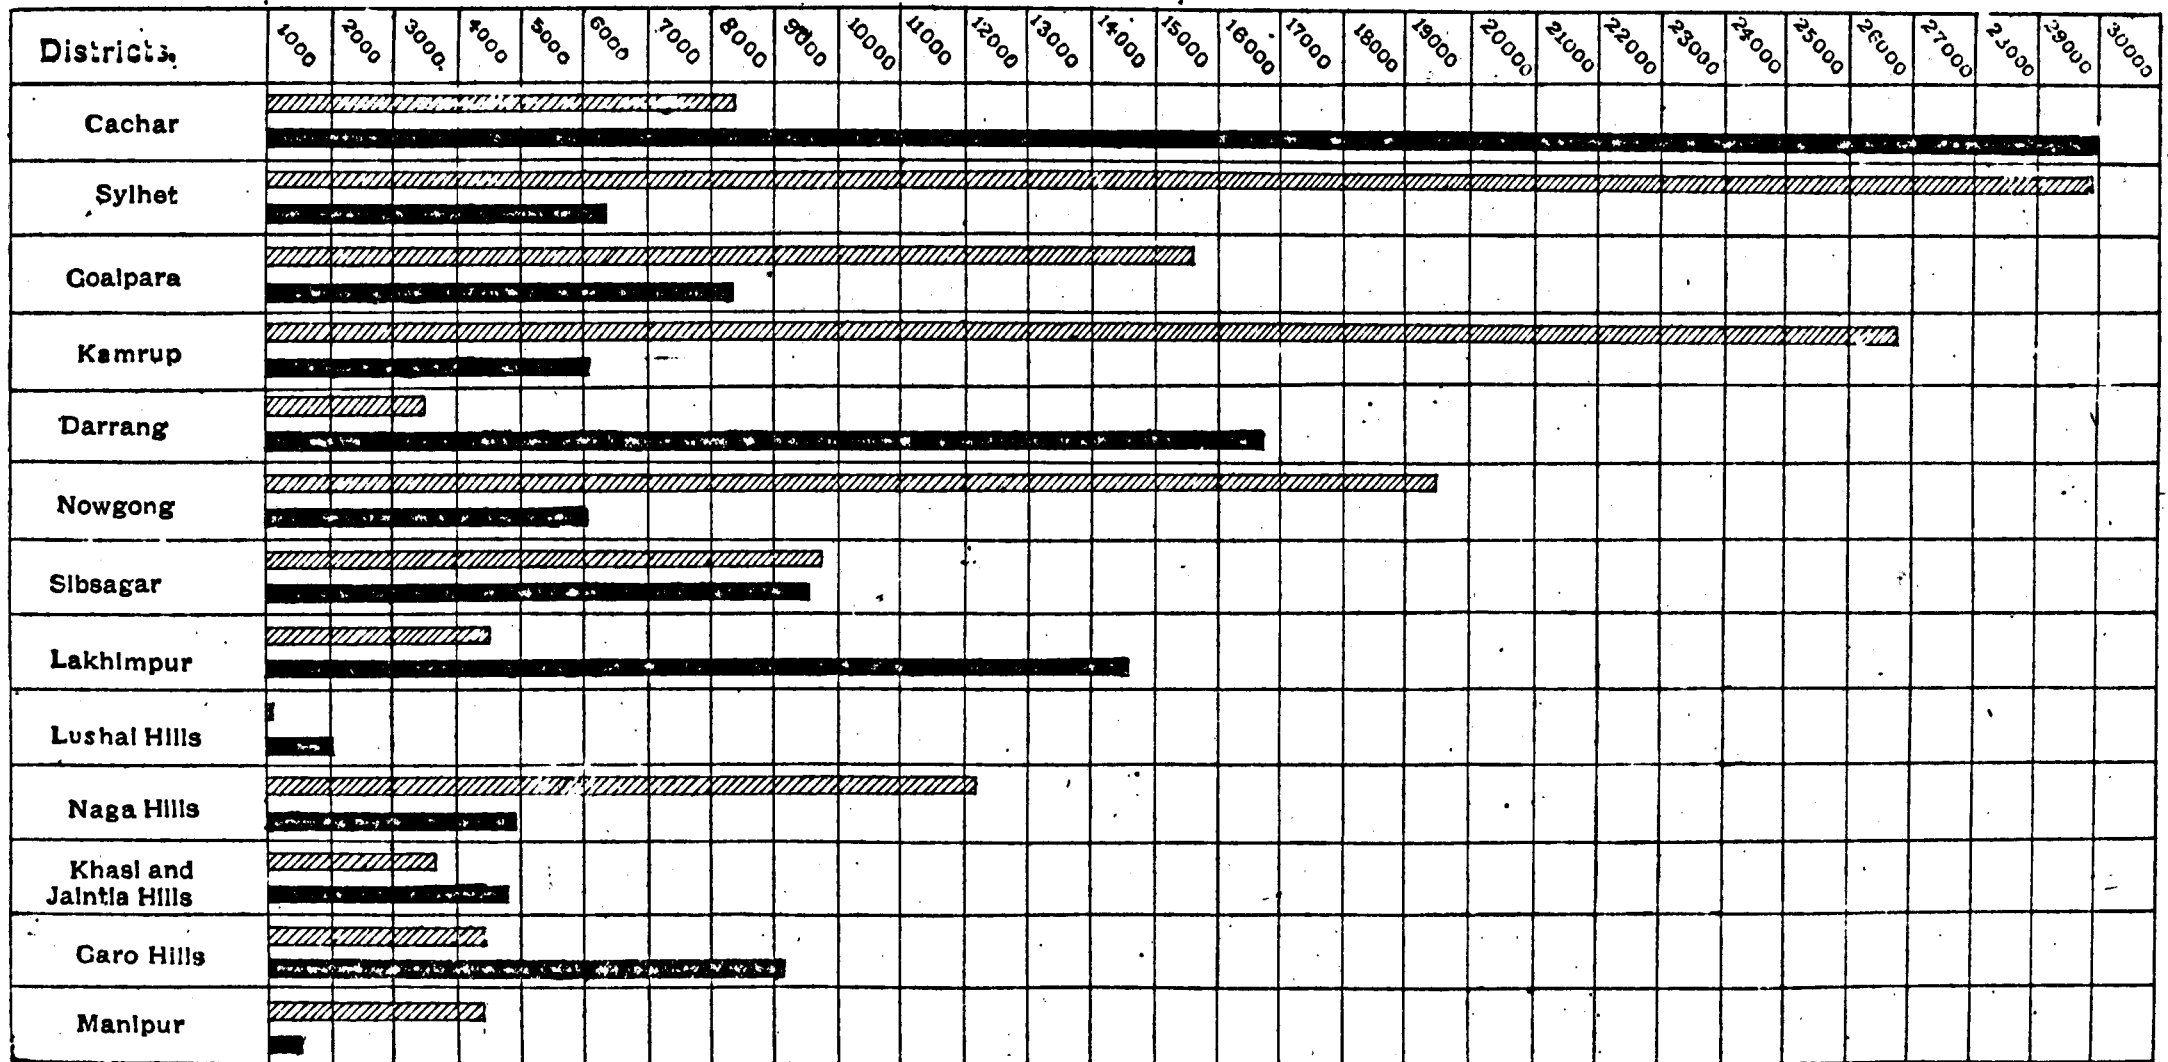 Districts.
1000 2000 3000. 4000 5000 6000 7000 8000 9000 10000 11000 12000 13000 14000 15000 16000 17000 18000 19000 20000 21000 22000 23000 24000 25000 26000 27000 28000 29000 30000
Cachar
Sylhet
Goalpara
Kamrup
Darrang
Nowgong
Sibsagar
Lakhimpur
Lushai Hills
Naga Hills
Khasi and
Jaintia Hills
Garo Hills
Manipur